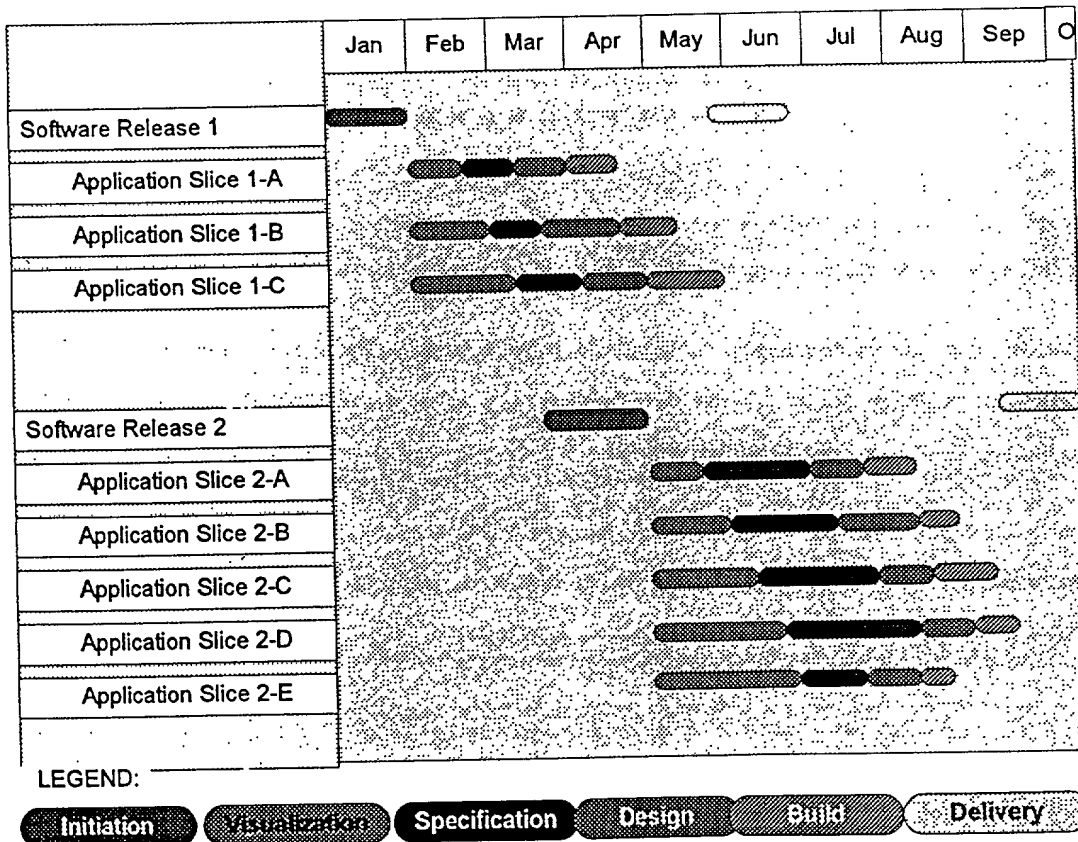 Jan Feb Mar Apr May Jun Jul Aug Sep O
Software Release 1
Application Slice 1-A
Application Slice 1-B
Application Slice 1-C
Software Release 2
Application Slice 2-A
Application Slice 2-B
Application Slice 2-C
Application Slice 2-D
Application Slice 2-E
LEGEND:
Initiation Visualization Specification Design Build Delivery